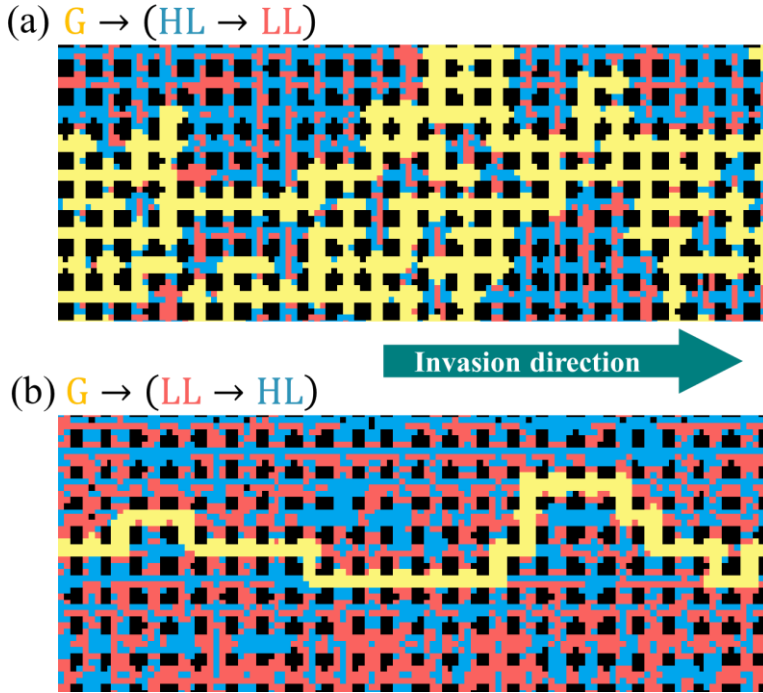 (a) G → (HL → LL)
Invasion direction
(b) G → (LL → HL)